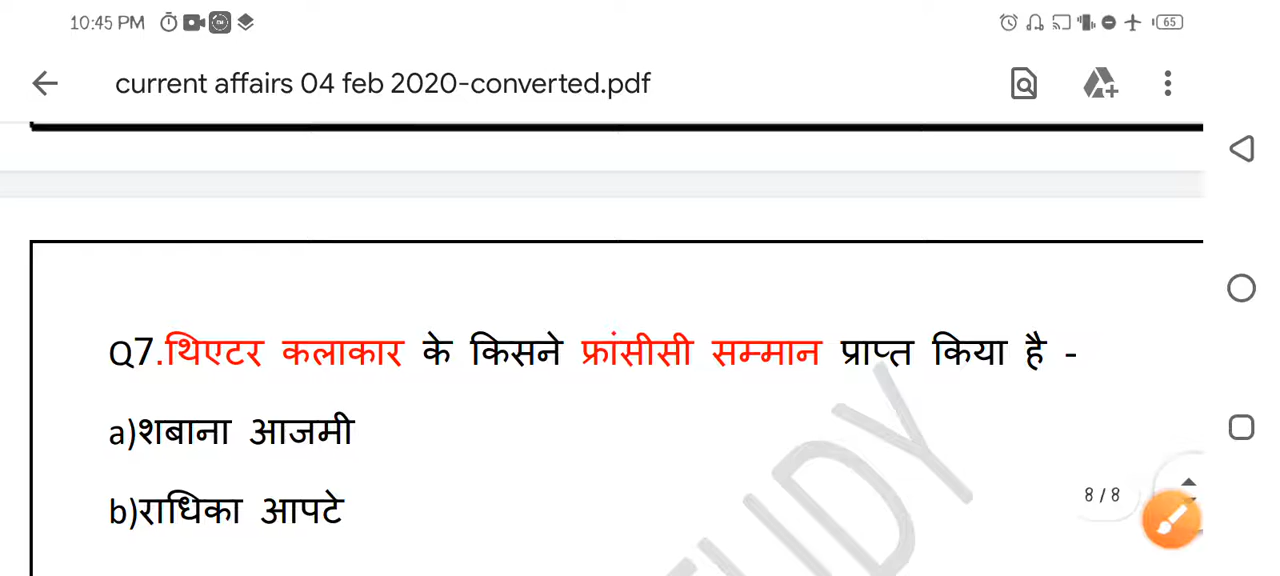 10:45 PM 65
current affairs 04 feb 2020-converted.pdf
Q7.थिएटर कलाकार के किसने फ्रांसीसी सम्मान प्राप्त किया है -
a)शबाना आजमी
b)राधिका आपटे
8 / 8